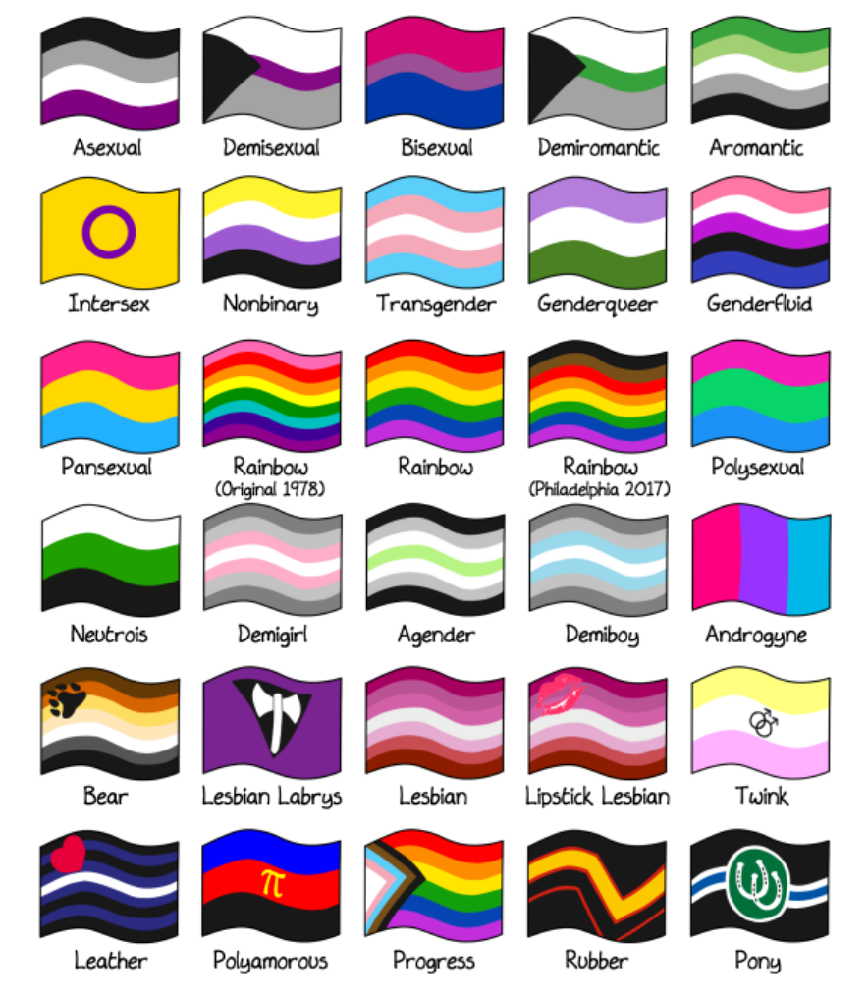 Asexual
Demisexual
Bisexual
Demiromantic
Aromantic
Intersex
Nonbinary
Transgender
Genderqueer
Genderfluid
Pansexual
Rainbow
(Original 1978)
Rainbow
Rainbow
(Philadelphia 2017)
Polysexual
Neutrois
Demigirl
Agender
Demiboy
Androgyne
Bear
Lesbian Labrys
Lesbian
Lipstick Lesbian
Twink
π
Leather
Polyamorous
Progress
Rubber
Pony